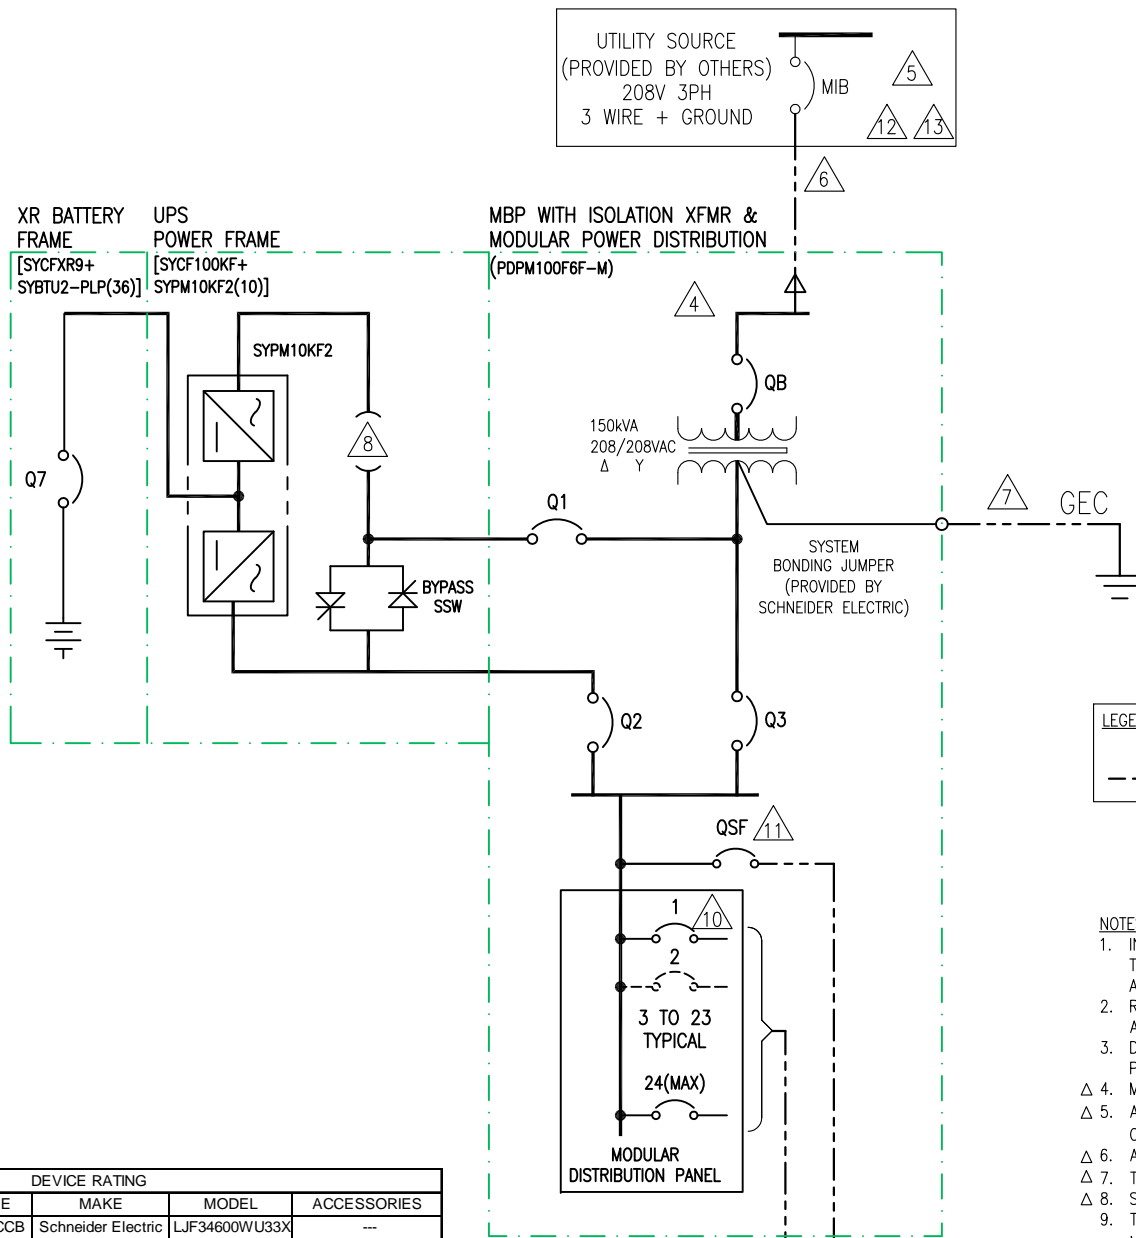 UTILITY SOURCE
(PROVIDED BY OTHERS)
208V 3PH
3 WIRE + GROUND
MIB
5
12
13
6
XR BATTERY
FRAME
[SYCFXR9+
SYBTU2-PLP(36)]
UPS
POWER FRAME
[SYCF100KF+
SYPM10KF2(10)]
MBP WITH ISOLATION XFMR &
MODULAR POWER DISTRIBUTION
(PDPM100F6F-M)
4
SYPM10KF2
QB
150kVA
208/208VAC
Δ Y
8
Q7
Q1
7
GEC
SYSTEM
BONDING JUMPER
(PROVIDED BY
SCHNEIDER ELECTRIC)
BYPASS
SSW
Q2
Q3
LEGE
QSF
11
1
10
2
3 TO 23
TYPICAL
24(MAX)
MODULAR
DISTRIBUTION PANEL
NOTE
1. IN
T
A
2. R
A
3. D
P
Δ 4. M
Δ 5. A
C
Δ 6. A
Δ 7. T
Δ 8. S
9. T
DEVICE RATING
E MAKE MODEL ACCESSORIES
CCB Schneider Electric LJF34600WU33X ---